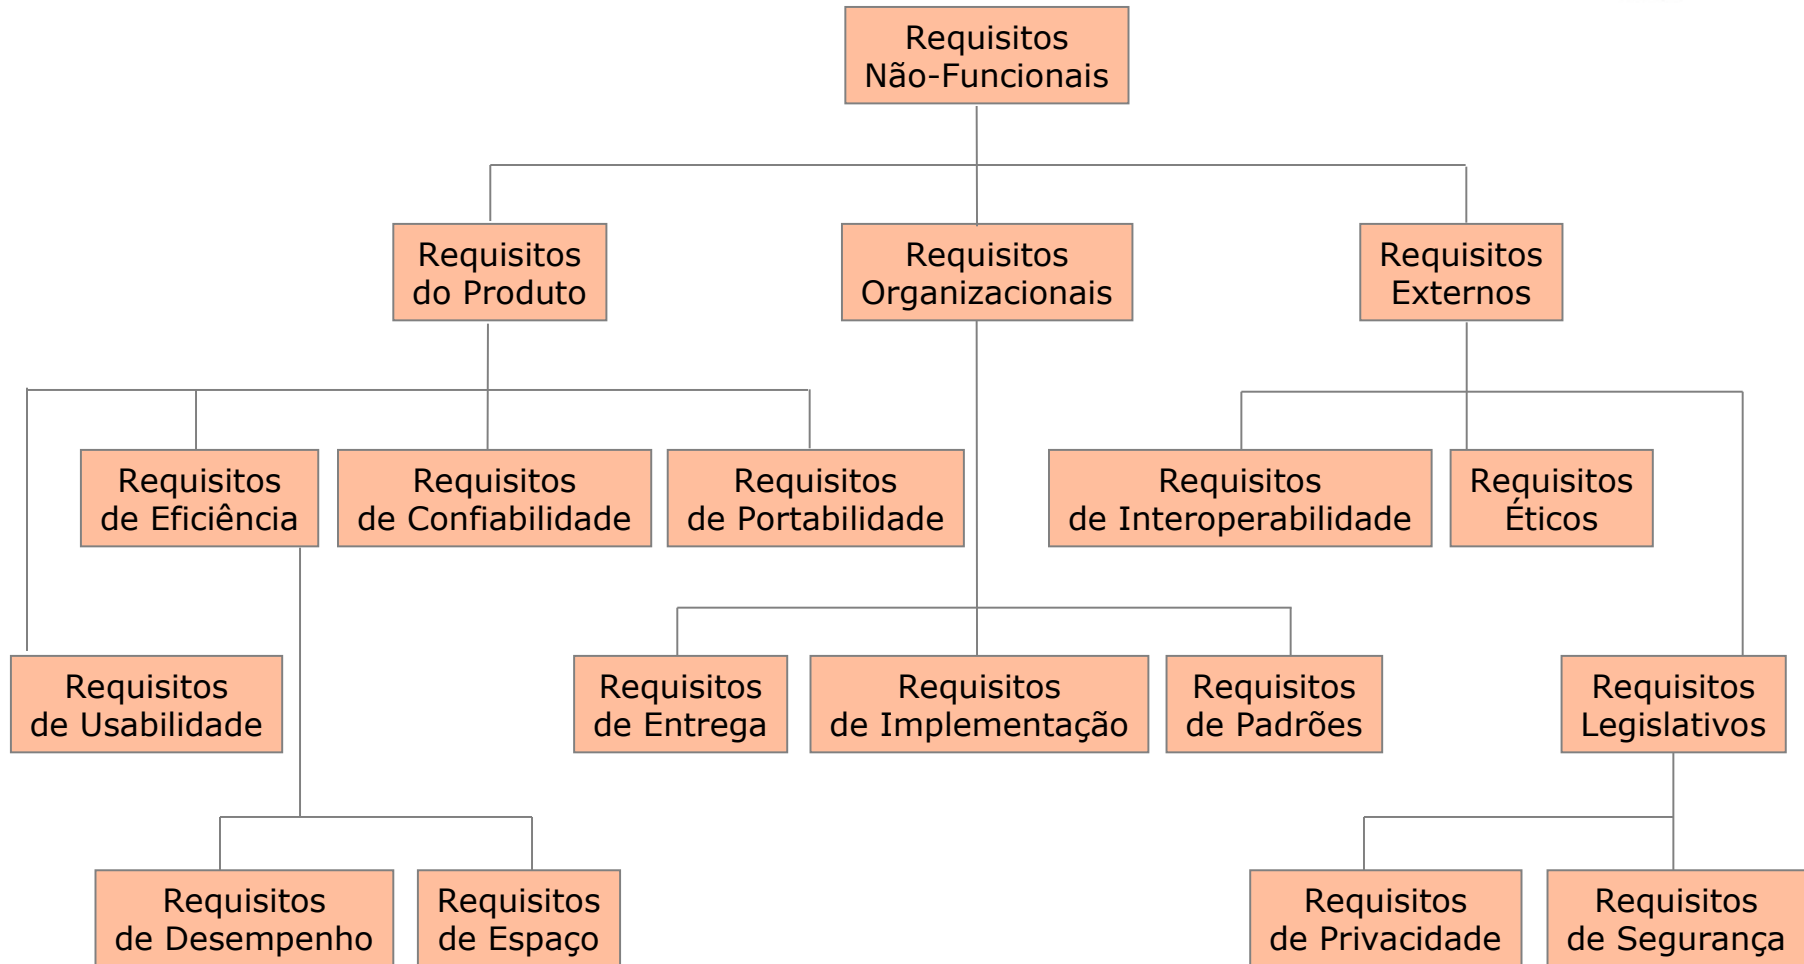 Requisitos
Não-Funcionais
Requisitos
do Produto
Requisitos
Organizacionais
Requisitos
Externos
Requisitos
de Eficiência
Requisitos
de Confiabilidade
Requisitos
de Portabilidade
Requisitos
de Interoperabilidade
Requisitos
Éticos
Requisitos
de Usabilidade
Requisitos
de Entrega
Requisitos
de Implementação
Requisitos
de Padrões
Requisitos
Legislativos
Requisitos
de Desempenho
Requisitos
de Espaço
Requisitos
de Privacidade
Requisitos
de Segurança